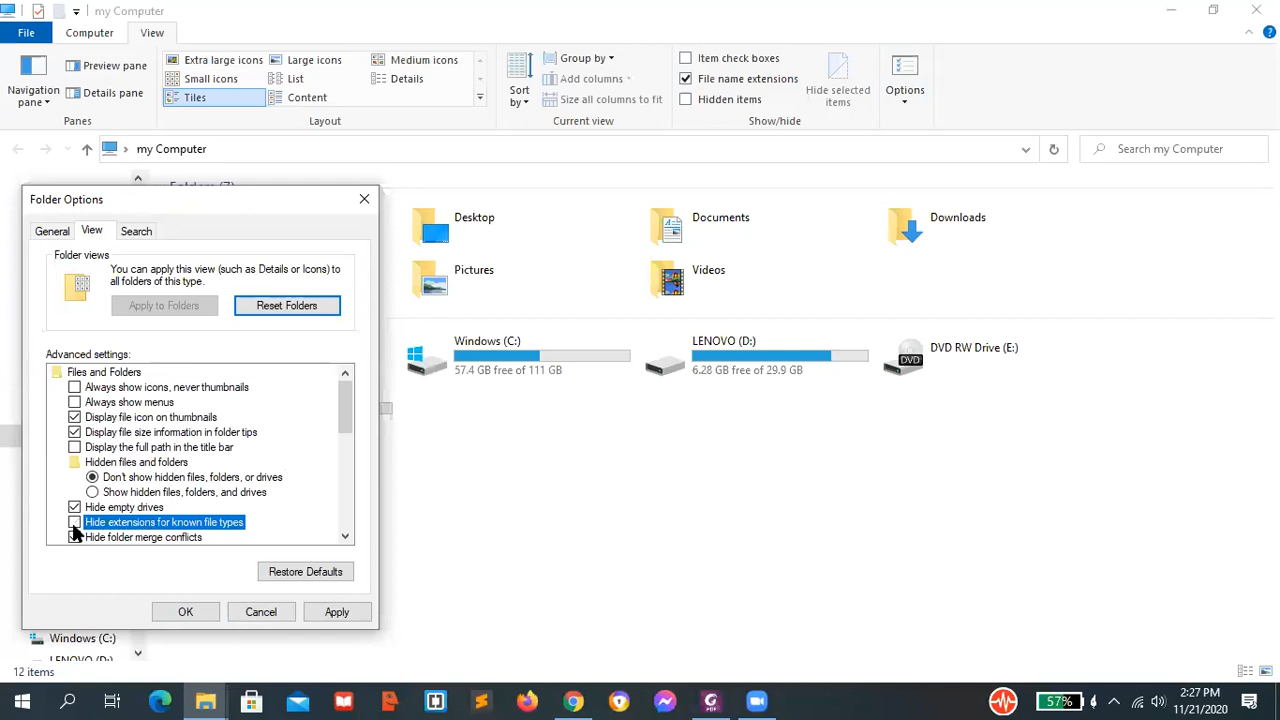 my Computer
File
Computer
View
Navigation pane
Preview pane
Details pane
Panes
Extra large icons
Large icons
Medium icons
Small icons
List
Details
Tiles
Content
Layout
Sort by
Group by
Add columns
Size all columns to fit
Current view
Item check boxes
File name extensions
Hidden items
Hide selected items
Show/hide
Options
my Computer
Search my Computer
Folder Options
General
View
Search
Folder views
You can apply this view (such as Details or Icons) to
all folders of this type.
Apply to Folders
Reset Folders
Advanced settings:
Files and Folders
Always show icons, never thumbnails
Always show menus
Display file icon on thumbnails
Display file size information in folder tips
Display the full path in the title bar
Hidden files and folders
Don't show hidden files, folders, or drives
Show hidden files, folders, and drives
Hide empty drives
Hide extensions for known file types
Hide folder merge conflicts
Restore Defaults
OK
Cancel
Apply
Desktop
Documents
Downloads
Pictures
Videos
Windows (C:)
57.4 GB free of 111 GB
LENOVO (D:)
6.28 GB free of 29.9 GB
DVD RW Drive (E:)
DVD
Windows (C:)
LENOVO (D:)
12 items
57%
2:27 PM
11/21/2020